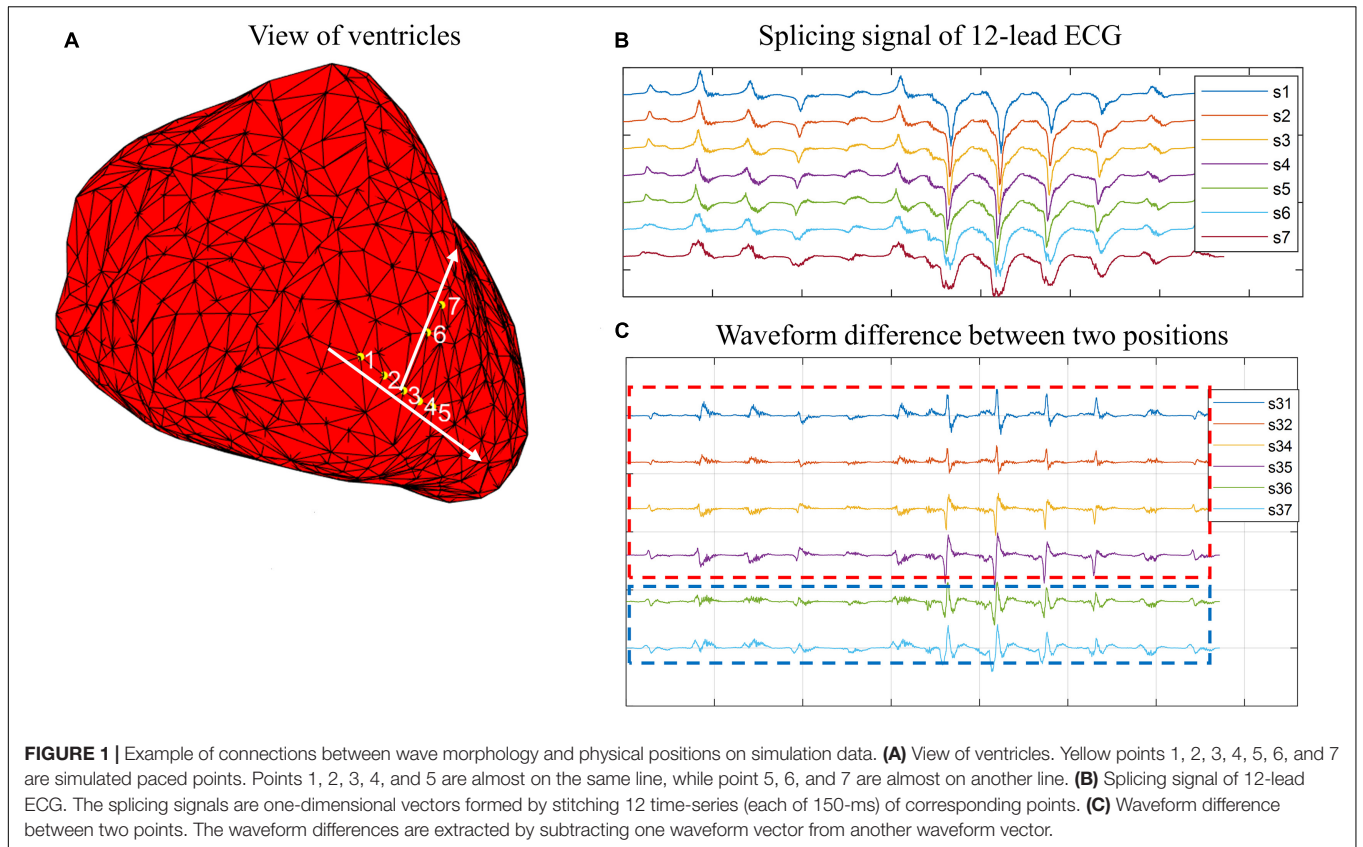 A
View of ventricles
1
2
3
4
5
6
7
B
Splicing signal of 12-lead ECG
s1
s2
s3
s4
s5
s6
s7
C
Waveform difference between two positions
s31
s32
s34
s35
s36
s37
FIGURE 1 | Example of connections between wave morphology and physical positions on simulation data. (A) View of ventricles. Yellow points 1, 2, 3, 4, 5, 6, and 7
are simulated paced points. Points 1, 2, 3, 4, and 5 are almost on the same line, while point 5, 6, and 7 are almost on another line. (B) Splicing signal of 12-lead
ECG. The splicing signals are one-dimensional vectors formed by stitching 12 time-series (each of 150-ms) of corresponding points. (C) Waveform difference
between two points. The waveform differences are extracted by subtracting one waveform vector from another waveform vector.